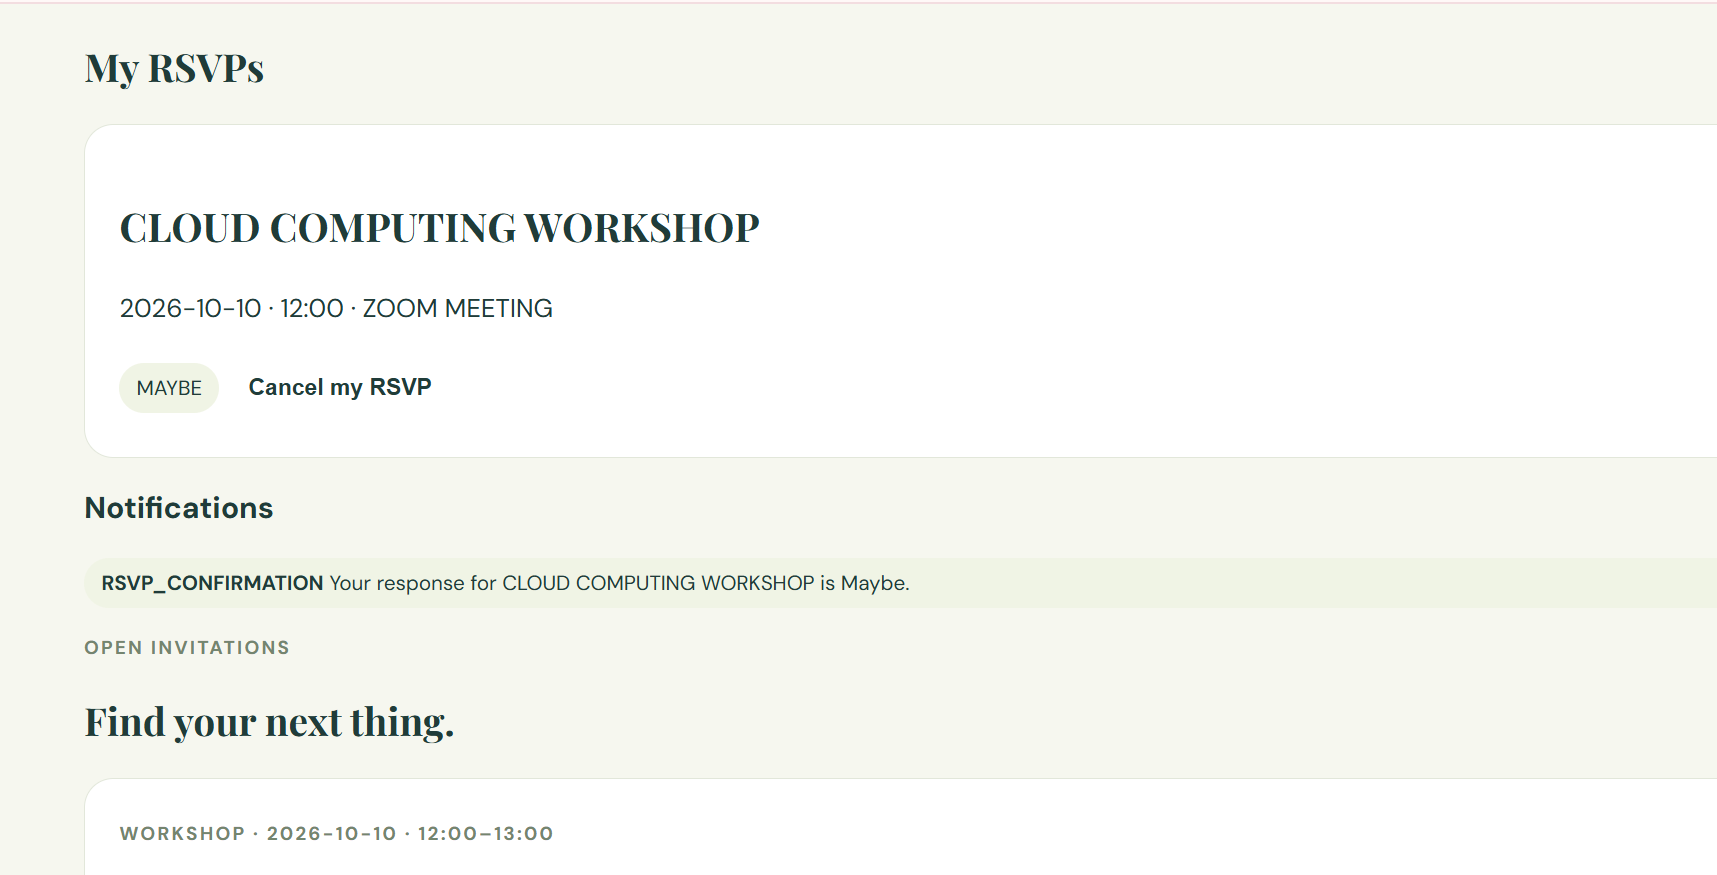 My RSVPs
CLOUD COMPUTING WORKSHOP
2026-10-10 · 12:00 · ZOOM MEETING
MAYBE Cancel my RSVP
Notifications
RSVP_CONFIRMATION Your response for CLOUD COMPUTING WORKSHOP is Maybe.
OPEN INVITATIONS
Find your next thing.
WORKSHOP · 2026-10-10 · 12:00–13:00